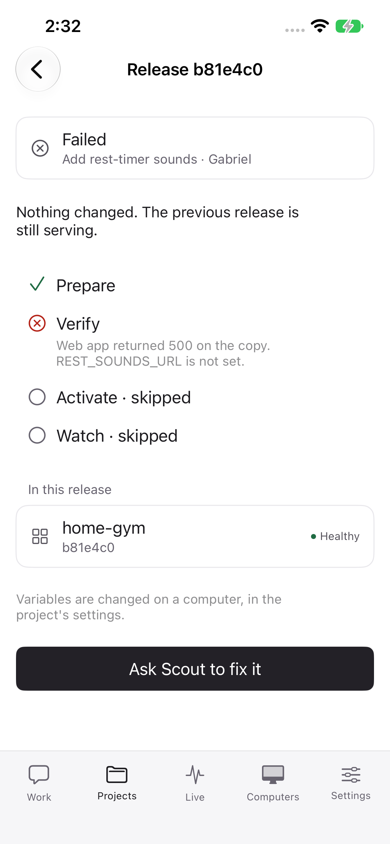 2:32
Release b81e4c0
Failed
Add rest-timer sounds · Gabriel
Nothing changed. The previous release is
still serving.
Prepare
Verify
Web app returned 500 on the copy.
REST_SOUNDS_URL is not set.
Activate · skipped
Watch · skipped
In this release
home-gym
b81e4c0
Healthy
Variables are changed on a computer, in the
project's settings.
Ask Scout to fix it
Work
Projects
Live
Computers
Settings